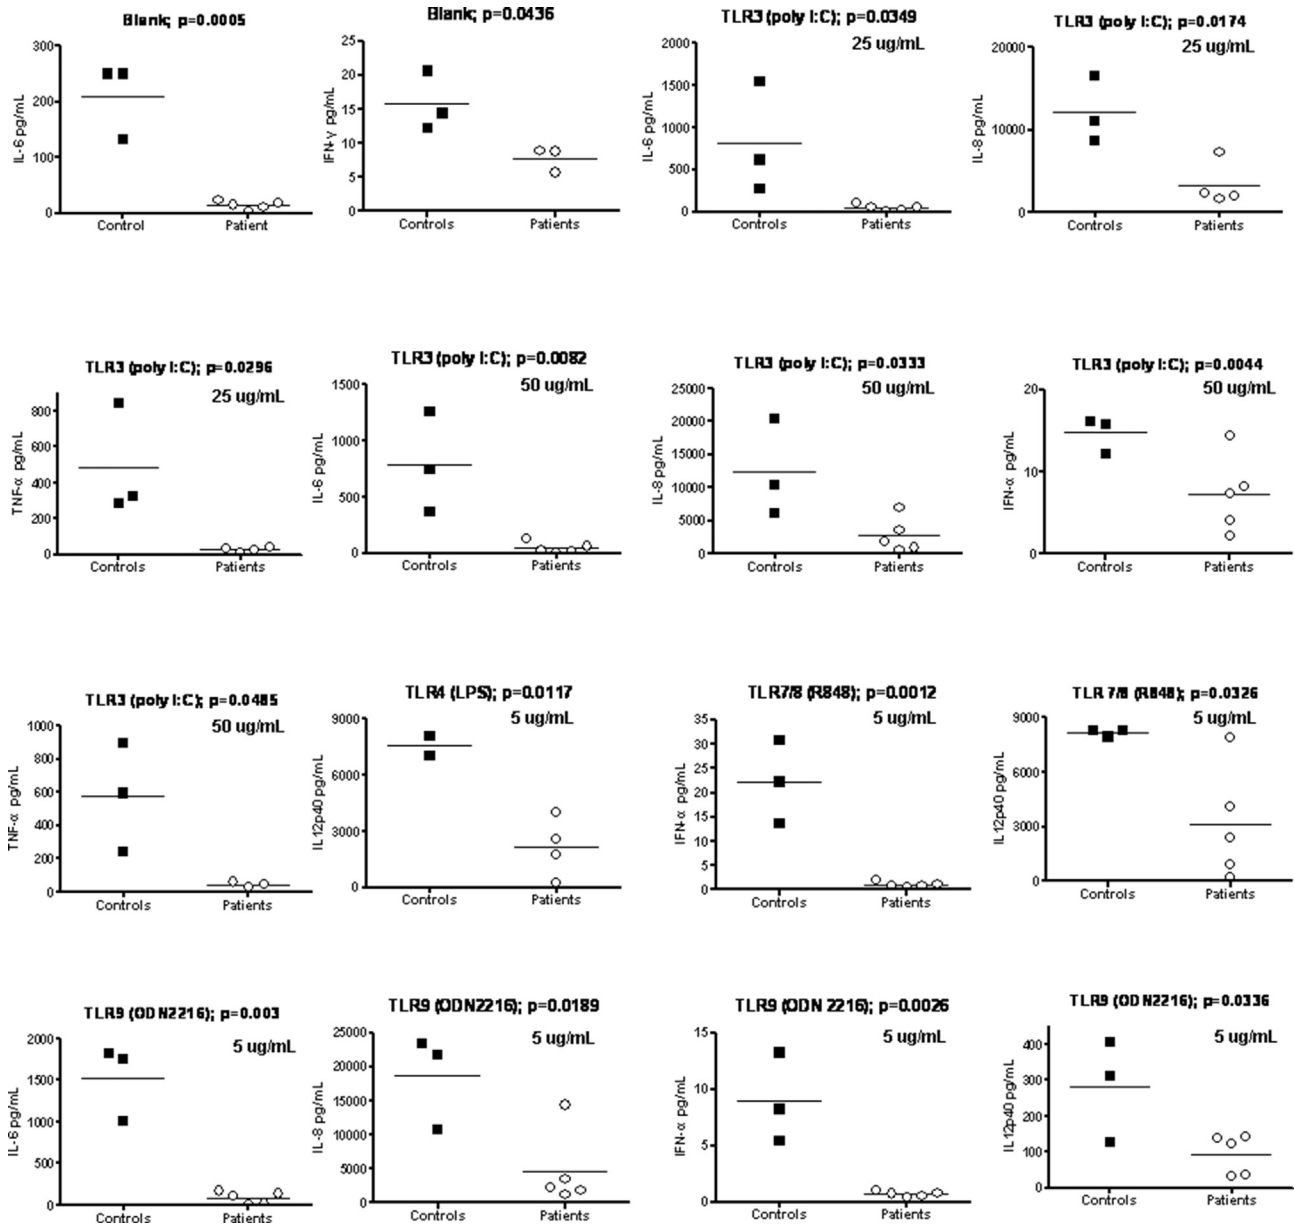 Blank; p=0.0005
300
200
100
0
IL-6 pg/mL
Control
Patient
Blank; p=0.0436
25
20
15
10
5
0
IFN-γ pg/mL
Controls
Patients
TLR3 (poly I:C); p=0.0349
25 ug/mL
2000
1500
1000
500
0
IL-6 pg/mL
Controls
Patients
TLR3 (poly I:C); p=0.0174
25 ug/mL
20000
10000
0
IL-8 pg/mL
Controls
Patients
TLR3 (poly I:C); p=0.0296
25 ug/mL
800
600
400
200
0
TNF-α pg/mL
Controls
Patients
TLR3 (poly I:C); p=0.0082
50 ug/mL
1500
1000
500
0
IL-6 pg/mL
Controls
Patients
TLR3 (poly I:C); p=0.0333
50 ug/mL
25000
20000
15000
10000
5000
0
IL-8 pg/mL
Controls
Patients
TLR3 (poly I:C); p=0.0044
50 ug/mL
20
10
0
IFN-α pg/mL
Controls
Patients
TLR3 (poly I:C); p=0.0485
50 ug/mL
1000
800
600
400
200
0
TNF-α pg/mL
Controls
Patients
TLR4 (LPS); p=0.0117
5 ug/mL
9000
6000
3000
0
IL12p40 pg/mL
Controls
Patients
TLR7/8 (R848); p=0.0012
5 ug/mL
35
30
25
20
15
10
5
0
IFN-α pg/mL
Controls
Patients
TLR 7/8 (R848); p=0.0326
5 ug/mL
9000
6000
3000
0
IL12p40 pg/mL
Controls
Patients
TLR9 (ODN2216); p=0.003
5 ug/mL
2000
1500
1000
500
0
IL-6 pg/mL
Controls
Patients
TLR9 (ODN2216); p=0.0189
5 ug/mL
25000
20000
15000
10000
5000
0
IL-8 pg/mL
Controls
Patients
TLR9 (ODN 2216); p=0.0026
5 ug/mL
15
10
5
0
IFN-α pg/mL
Controls
Patients
TLR9 (ODN2216); p=0.0336
5 ug/mL
400
300
200
100
0
IL12p40 pg/mL
Controls
Patients